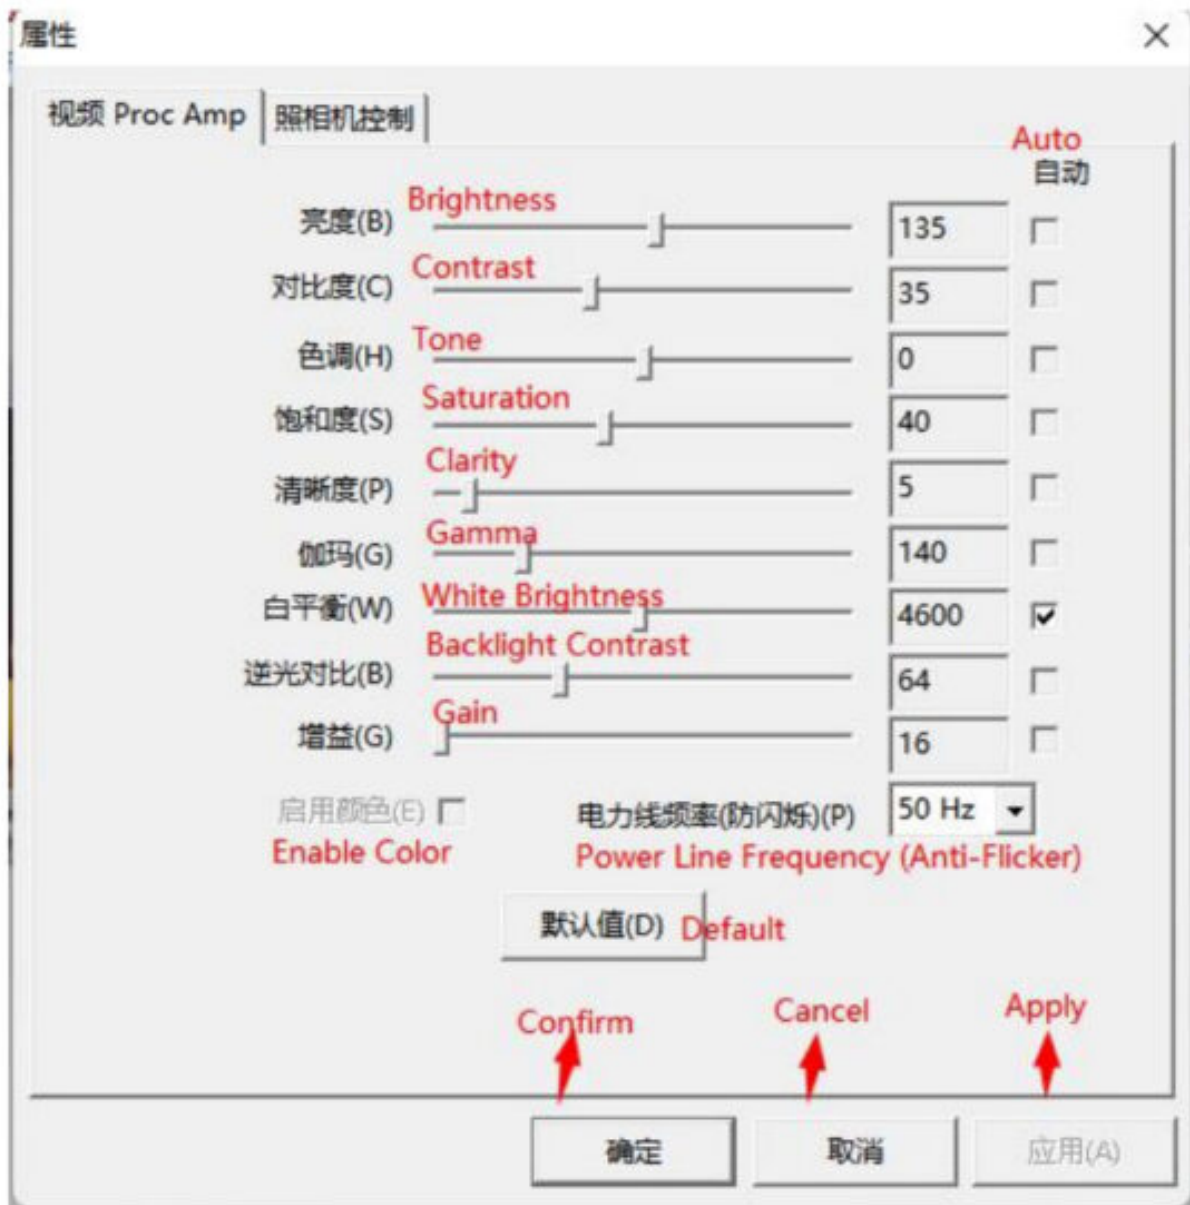 属性
视频 Proc Amp 照相机控制
Auto
自动
亮度(B) Brightness 135
对比度(C) Contrast 35
色调(H) Tone 0
饱和度(S) Saturation 40
清晰度(P) Clarity 5
伽玛(G) Gamma 140
白平衡(W) White Brightness 4600
逆光对比(B) Backlight Contrast 64
增益(G) Gain 16
启用颜色(E) 电力线频率(防闪烁)(P) 50 Hz
Enable Color Power Line Frequency (Anti-Flicker)
默认值(D) Default
Confirm Cancel Apply
确定 取消 应用(A)